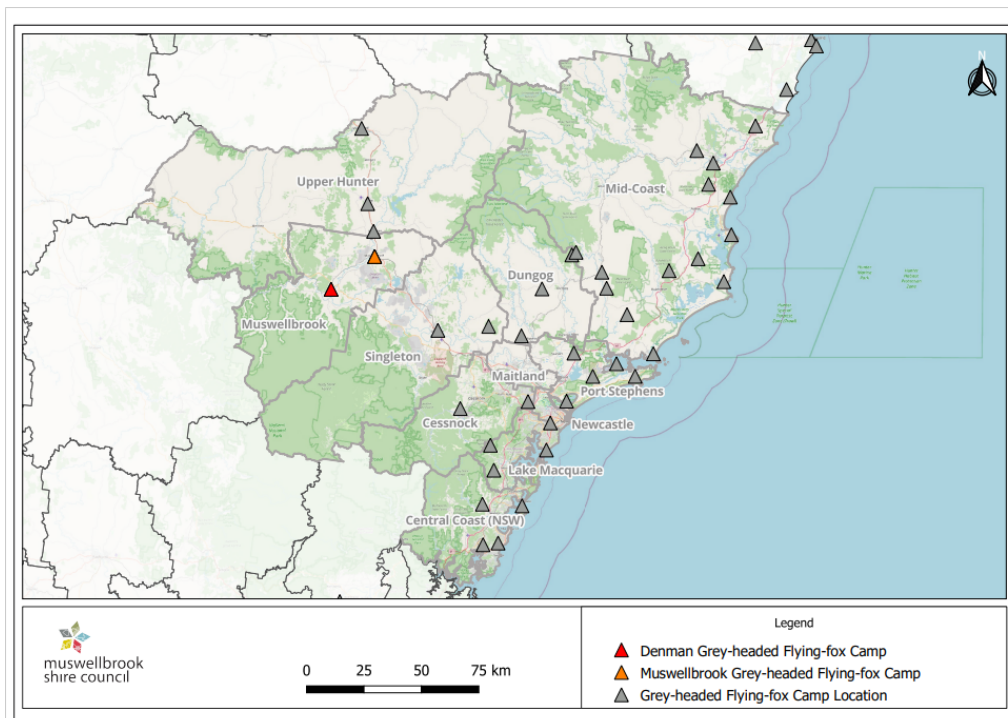 N
Upper Hunter
Mid-Coast
Dungog
Muswellbrook
Singleton
Maitland
Port Stephens
Cessnock
Newcastle
Lake Macquarie
Central Coast (NSW)
muswellbrook
shire council
0 25 50 75 km
Legend
Denman Grey-headed Flying-fox Camp
Muswellbrook Grey-headed Flying-fox Camp
Grey-headed Flying-fox Camp Location